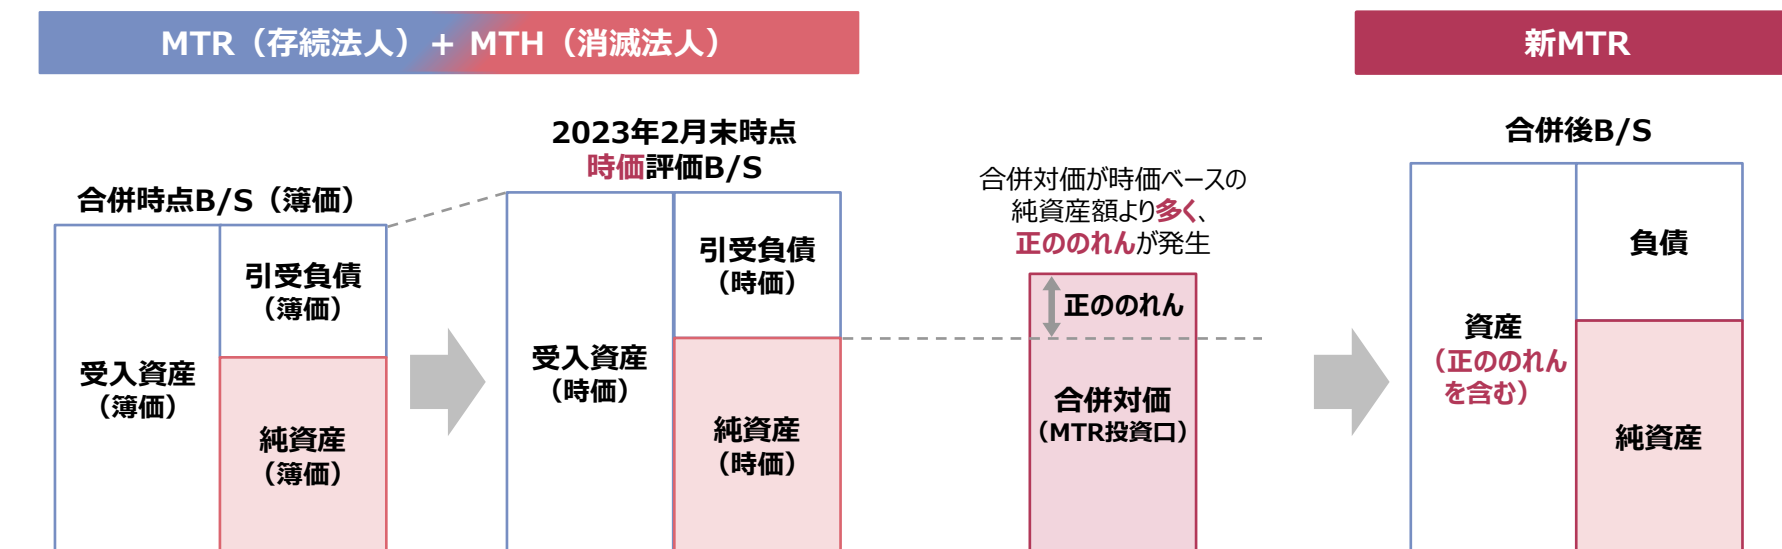 MTR（存続法人）+ MTH（消滅法人）
新MTR
合併時点B/S（簿価）
受入資産
（簿価）
引受負債
（簿価）
純資産
（簿価）
2023年2月末時点
時価評価B/S
受入資産
（時価）
引受負債
（時価）
純資産
（時価）
合併対価が時価ベースの
純資産額より多く、
正ののれんが発生
正ののれん
合併対価
（MTR投資口）
合併後B/S
資産
（正ののれん
を含む）
負債
純資産